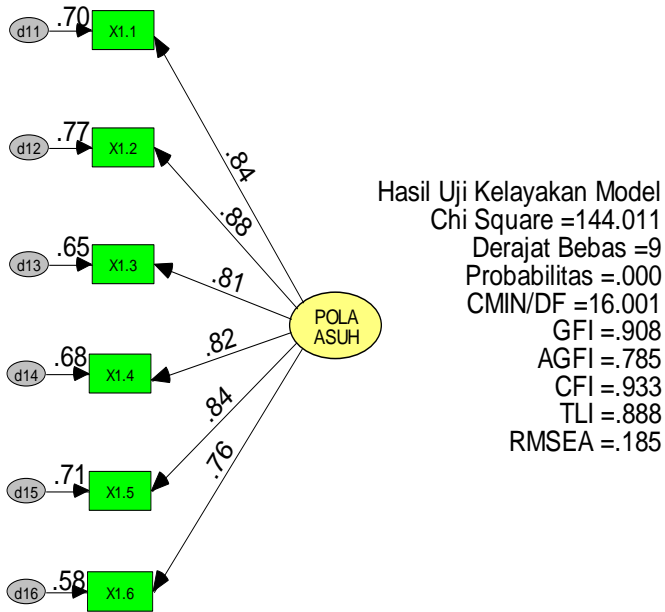 d11 .70 X1.1
d12 .77 X1.2
d13 .65 X1.3
d14 .68 X1.4
d15 .71 X1.5
d16 .58 X1.6
.84
.88
.81
.82
.84
.76
POLA
ASUH
Hasil Uji Kelayakan Model
Chi Square =144.011
Derajat Bebas =9
Probabilitas =.000
CMIN/DF =16.001
GFI =.908
AGFI =.785
CFI =.933
TLI =.888
RMSEA =.185